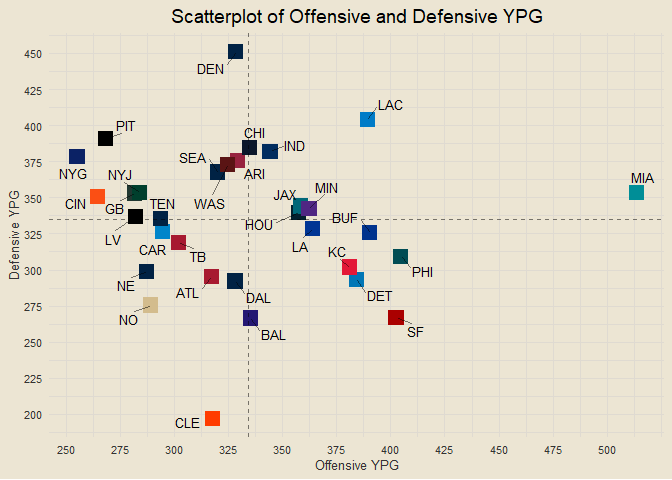 Scatterplot of Offensive and Defensive YPG
450
DEN
425
LAC
400
PIT
CHI
IND
375
SEA
NYG
NYJ
ARI
MIN
MIA
350
CIN
GB
TEN
WAS
JAX
HOU
BUF
325
LV
CAR
TB
LA
KC
PHI
300
NE
ATL
DAL
DET
275
NO
BAL
SF
250
225
200
CLE
Defensive YPG
250 275 300 325 350 375 400 425 450 475 500
Offensive YPG